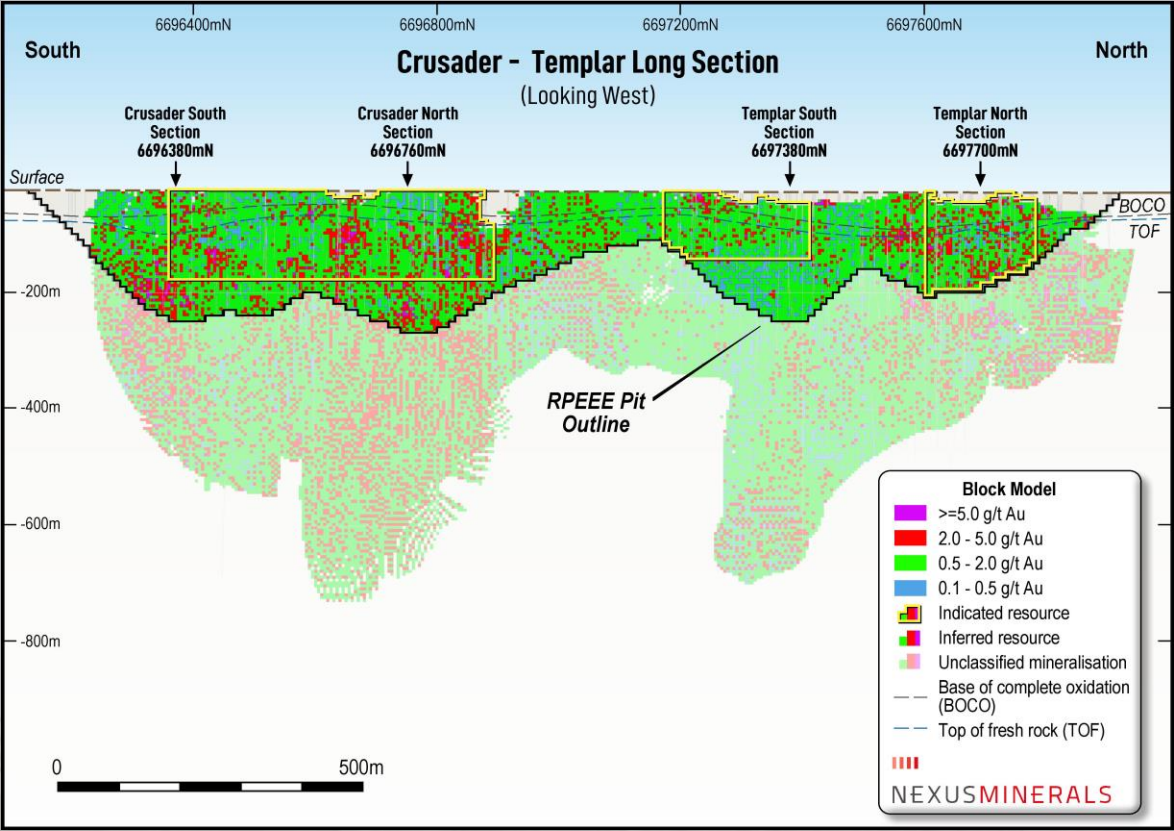 6696400mN
6696800mN
6697200mN
6697600mN
South
North
Crusader - Templar Long Section
(Looking West)
Crusader South
Section
6696380mN
Crusader North
Section
6696760mN
Templar South
Section
6697380mN
Templar North
Section
6697700mN
Surface
BOCO
TOF
-200m
-400m
RPEEE Pit
Outline
-600m
-800m
Block Model
>=5.0 g/t Au
2.0 - 5.0 g/t Au
0.5 - 2.0 g/t Au
0.1 - 0.5 g/t Au
Indicated resource
Inferred resource
Unclassified mineralisation
Base of complete oxidation
(BOCO)
Top of fresh rock (TOF)
NEXUSMINERALS
0
500m